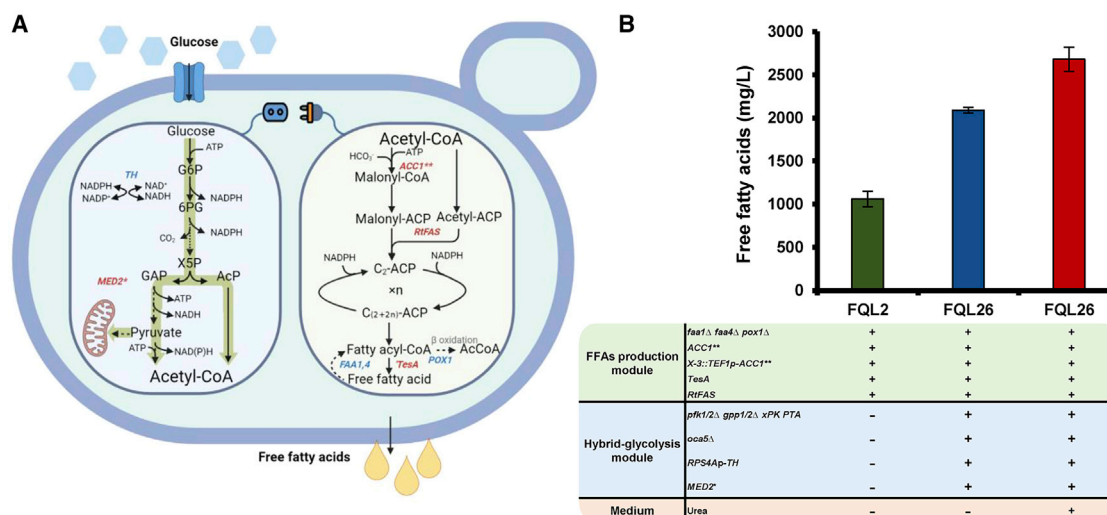 A
Glucose
Glucose
ATP
G6P
TH
NADPH
NAD⁺
NADP⁺
NADH
NADPH
6PG
CO₂
NADPH
X5P
MED2*
GAP
AcP
ATP
NADH
Pyruvate
ATP
NAD(P)H
Acetyl-CoA
Acetyl-CoA
HCO₃⁻
ATP
ACC1**
Malonyl-CoA
Malonyl-ACP
Acetyl-ACP
RtFAS
NADPH
C₂-ACP
NADPH
×n
C(2+2n)-ACP
β oxidation
Fatty acyl-CoA
AcCoA
FAA1,4
'TesA
POX1
Free fatty acid
Free fatty acids
B
Free fatty acids (mg/L)
3000
2500
2000
1500
1000
500
0
FQL2 FQL26 FQL26
FFAs production module
faa1Δ faa4Δ pox1Δ + + +
ACC1** + + +
X-3::TEF1p-ACC1** + + +
TesA + + +
RtFAS + + +
Hybrid-glycolysis module
pfk1/2Δ gpp1/2Δ xPK PTA – + +
oca5Δ – + +
RPS4Ap-TH – + +
MED2* – + +
Medium Urea – – +